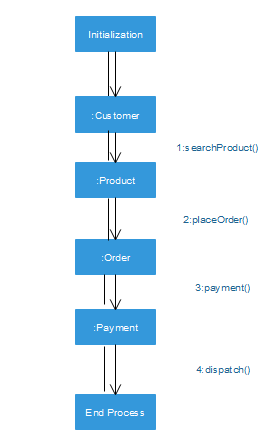 Initialization
:Customer
1:searchProduct()
:Product
2:placeOrder()
:Order
3:payment()
:Payment
4:dispatch()
End Process